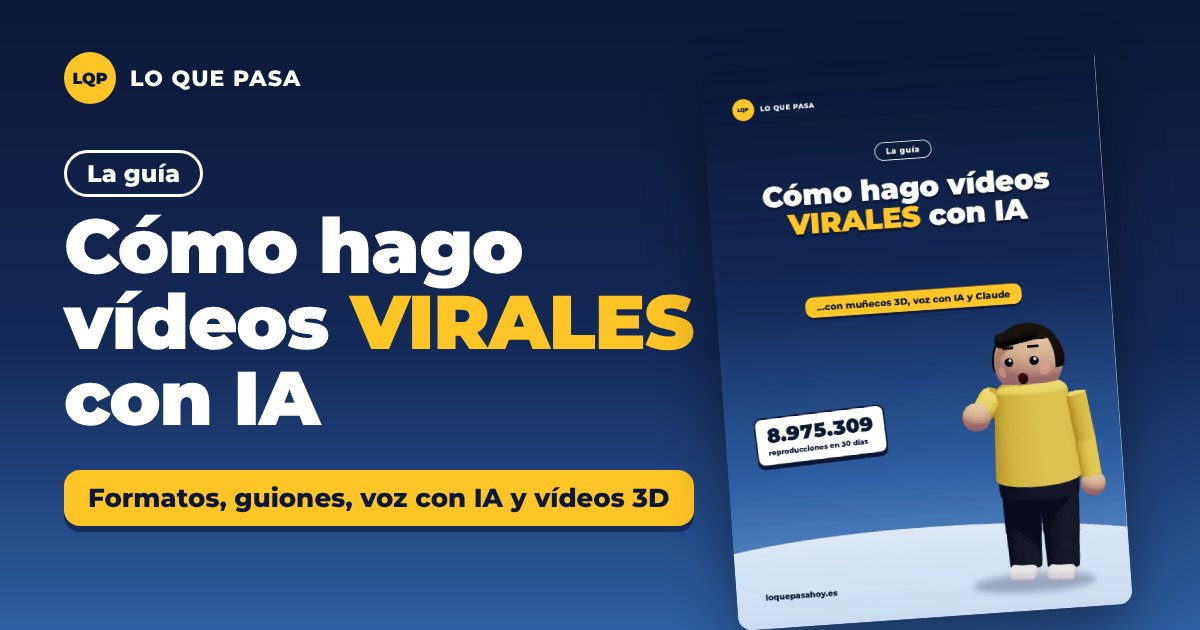 LQP LO QUE PASA
La guía
Cómo hago
vídeos VIRALES
con IA
Formatos, guiones, voz con IA y vídeos 3D
LQP LO QUE PASA
La guía
Cómo hago vídeos
VIRALES con IA
...con muñecos 3D, voz con IA y Claude
8.975.309
reproducciones en 30 días
loquepasahoy.es